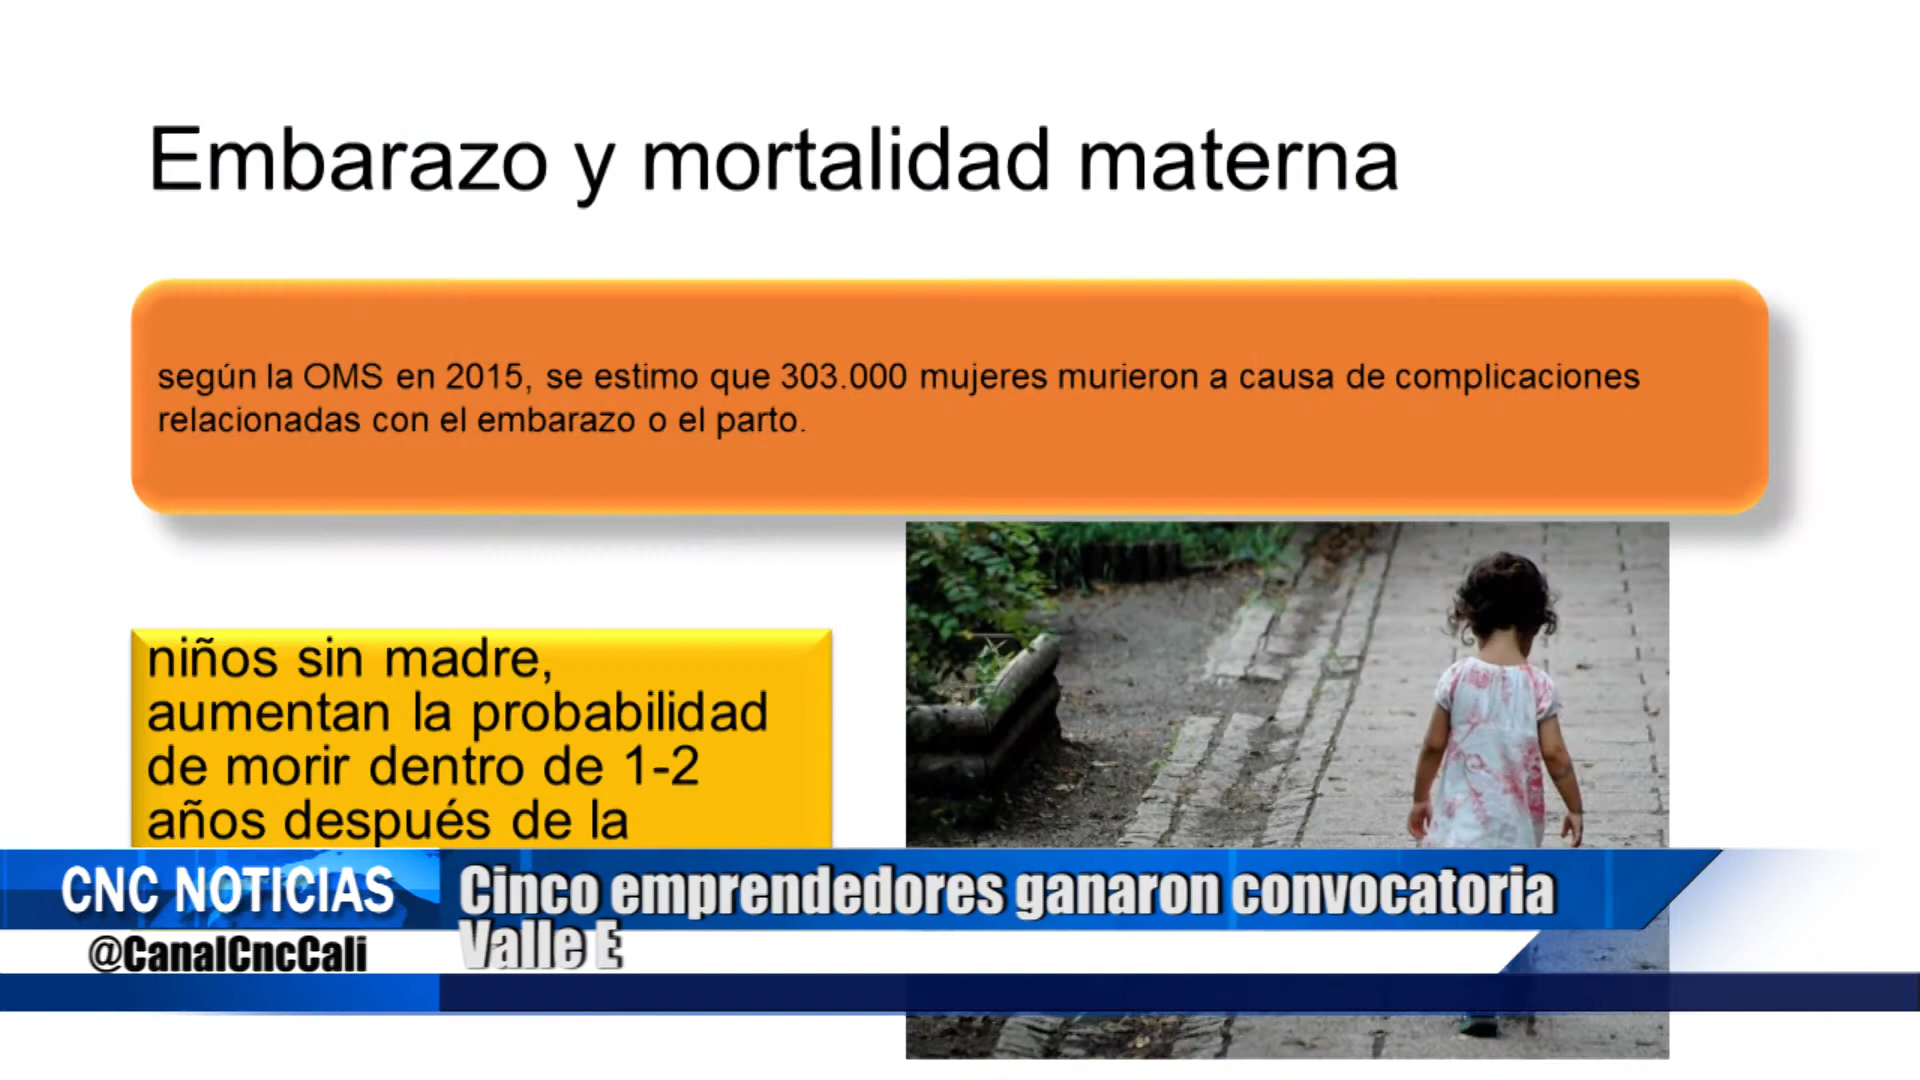 Embarazo y mortalidad materna
según la OMS en 2015, se estimo que 303.000 mujeres murieron a causa de complicaciones
relacionadas con el embarazo o el parto.
niños sin madre,
aumentan la probabilidad
de morir dentro de 1-2
años después de la
CNC NOTICIAS
@CanalCncCali
Cinco emprendedores ganaron convocatoria
Valle E